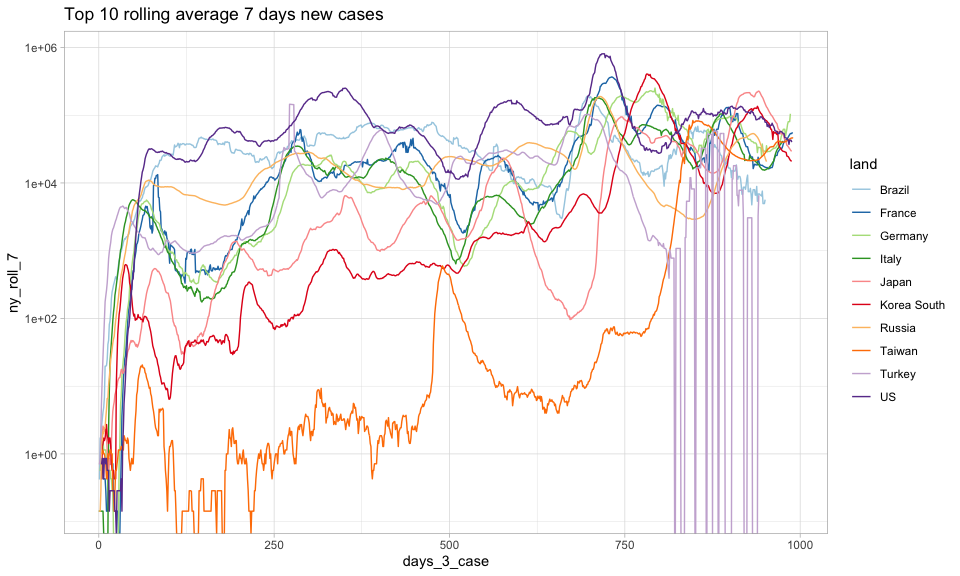 Top 10 rolling average 7 days new cases
1e+06
1e+04
1e+02
1e+00
ny_roll_7
0
250
500
750
1000
days_3_case
land
Brazil
France
Germany
Italy
Japan
Korea South
Russia
Taiwan
Turkey
US